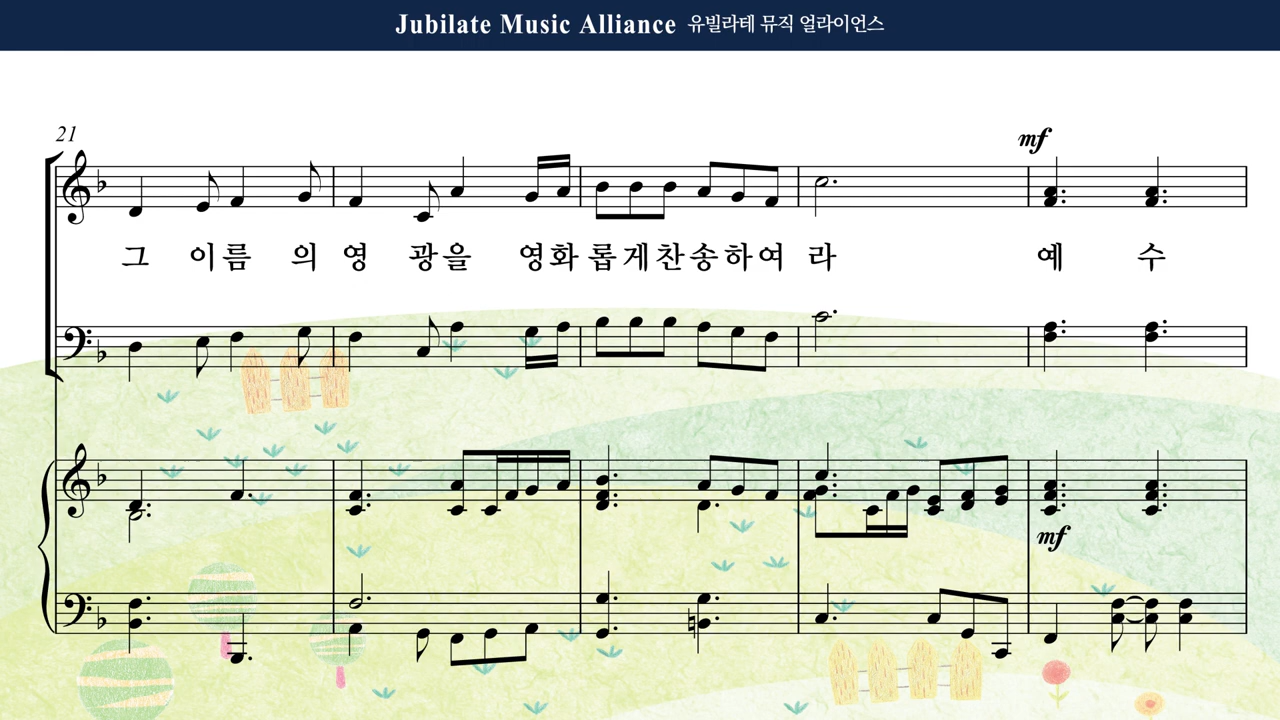 Jubilate Music Alliance 유빌라테 뮤직 얼라이언스
21
mf
그 이름 의 영 광을 영화 롭게찬송하여 라 예 수
mf